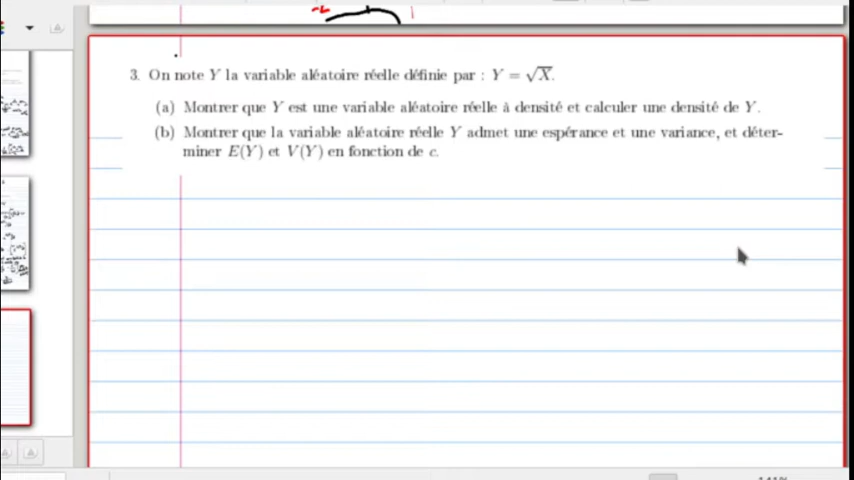 -2
3. On note Y la variable aléatoire réelle définie par : Y = √X.
(a) Montrer que Y est une variable aléatoire réelle à densité et calculer une densité de Y.
(b) Montrer que la variable aléatoire réelle Y admet une espérance et une variance, et déter-
miner E(Y) et V(Y) en fonction de c.